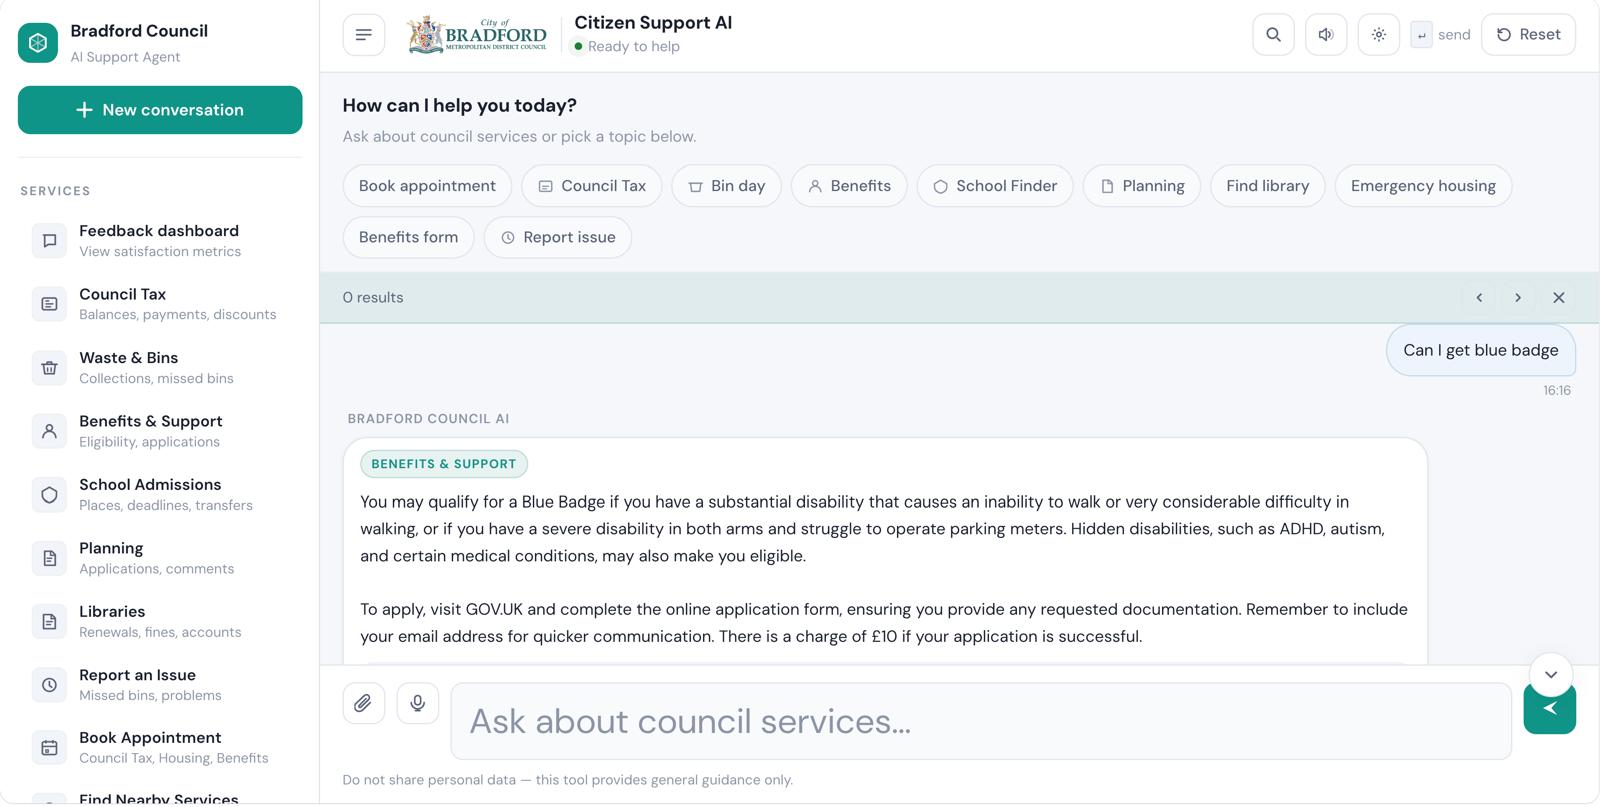 Bradford Council
AI Support Agent
New conversation
SERVICES
Feedback dashboard
View satisfaction metrics
Council Tax
Balances, payments, discounts
Waste & Bins
Collections, missed bins
Benefits & Support
Eligibility, applications
School Admissions
Places, deadlines, transfers
Planning
Applications, comments
Libraries
Renewals, fines, accounts
Report an Issue
Missed bins, problems
Book Appointment
Council Tax, Housing, Benefits
Find Nearby Services
City of
BRADFORD
METROPOLITAN DISTRICT COUNCIL
Citizen Support AI
Ready to help
send
Reset
How can I help you today?
Ask about council services or pick a topic below.
Book appointment
Council Tax
Bin day
Benefits
School Finder
Planning
Find library
Emergency housing
Benefits form
Report issue
0 results
Can I get blue badge
16:16
BRADFORD COUNCIL AI
BENEFITS & SUPPORT
You may qualify for a Blue Badge if you have a substantial disability that causes an inability to walk or very considerable difficulty in
walking, or if you have a severe disability in both arms and struggle to operate parking meters. Hidden disabilities, such as ADHD, autism,
and certain medical conditions, may also make you eligible.
To apply, visit GOV.UK and complete the online application form, ensuring you provide any requested documentation. Remember to include
your email address for quicker communication. There is a charge of £10 if your application is successful.
Ask about council services...
Do not share personal data — this tool provides general guidance only.